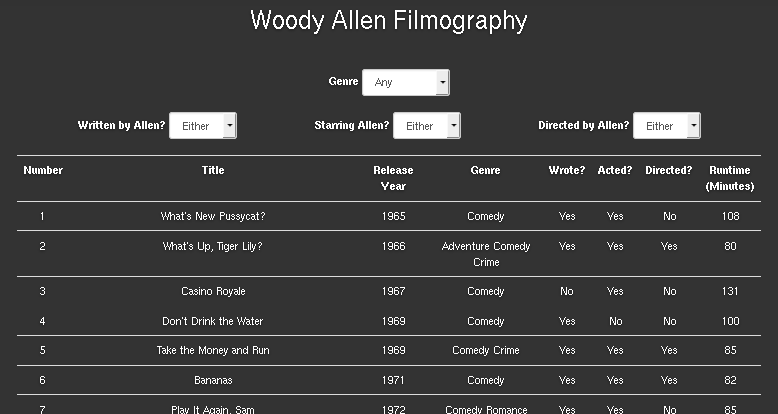 Woody Allen Filmography
Genre Any
Written by Allen? Either Starring Allen? Either Directed by Allen? Either
Number Title Release Year Genre Wrote? Acted? Directed? Runtime (Minutes)
1 What's New Pussycat? 1965 Comedy Yes Yes No 108
2 What's Up, Tiger Lily? 1966 Adventure Comedy Crime Yes Yes Yes 80
3 Casino Royale 1967 Comedy No Yes No 131
4 Don't Drink the Water 1969 Comedy Yes No No 100
5 Take the Money and Run 1969 Comedy Crime Yes Yes Yes 85
6 Bananas 1971 Comedy Yes Yes Yes 82
7 Play It Again, Sam 1972 Comedy Romance Yes Yes No 85